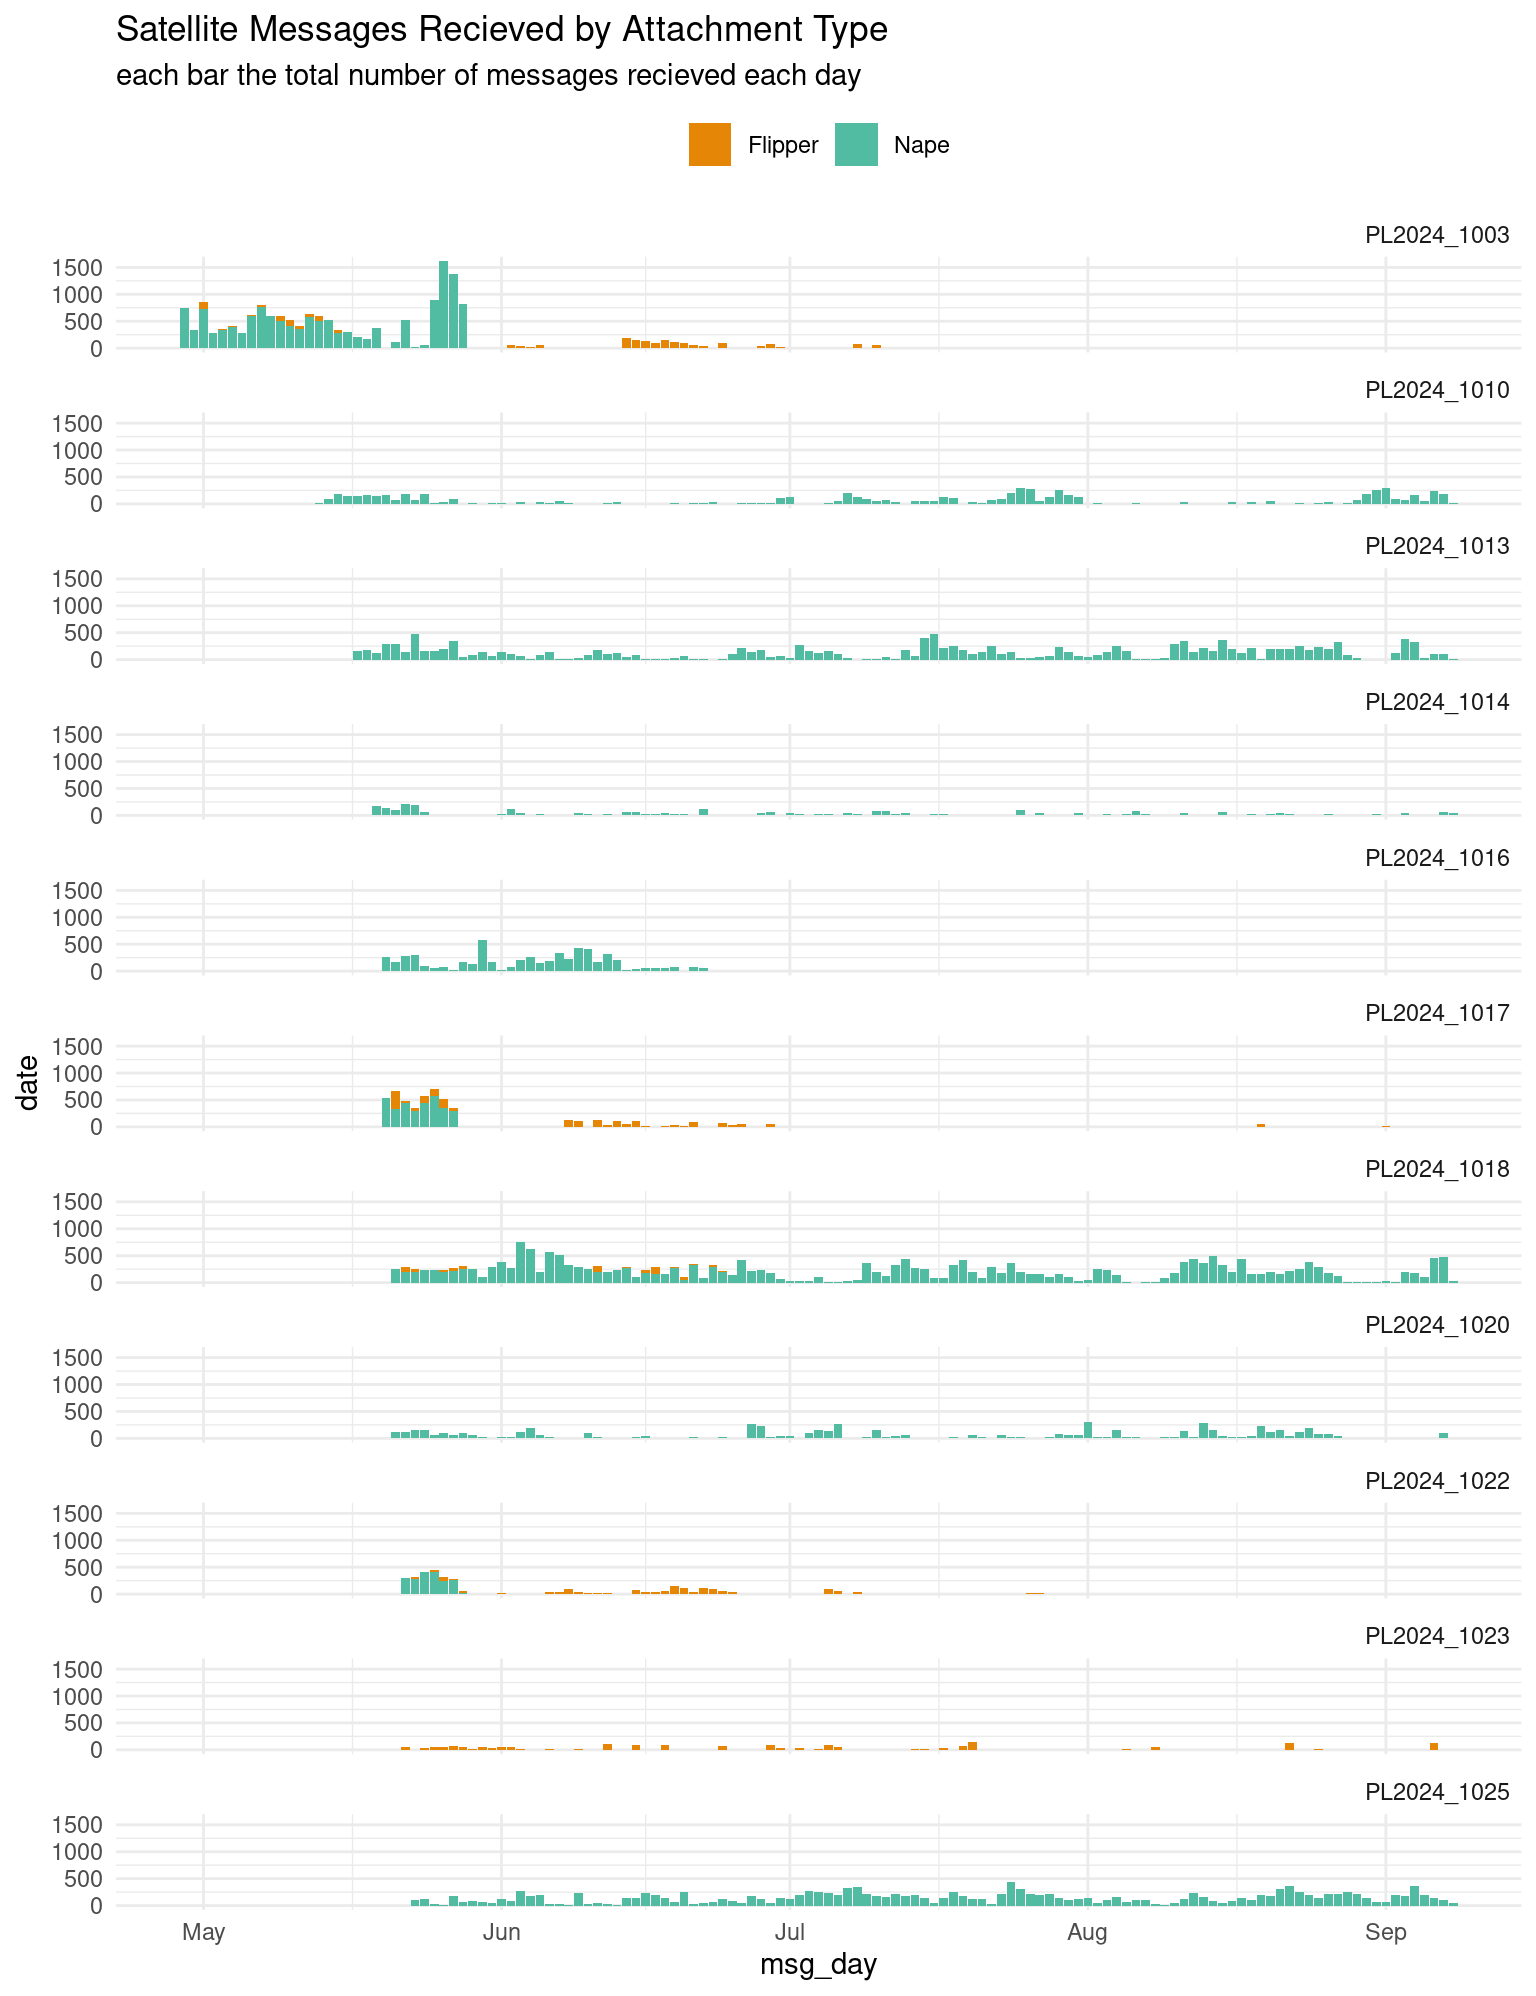 Satellite Messages Recieved by Attachment Type
each bar the total number of messages recieved each day
Flipper Nape
PL2024_1003
1500
1000
500
0
PL2024_1010
1500
1000
500
0
PL2024_1013
1500
1000
500
0
PL2024_1014
1500
1000
500
0
PL2024_1016
1500
1000
500
0
PL2024_1017
1500
1000
500
0
date
PL2024_1018
1500
1000
500
0
PL2024_1020
1500
1000
500
0
PL2024_1022
1500
1000
500
0
PL2024_1023
1500
1000
500
0
PL2024_1025
1500
1000
500
0
May Jun Jul Aug Sep
msg_day